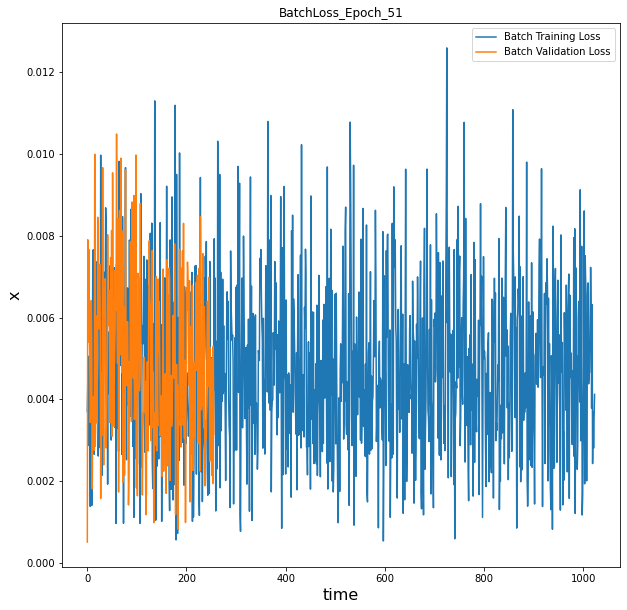 BatchLoss_Epoch_51
Batch Training Loss
Batch Validation Loss
0.012
0.010
0.008
0.006
0.004
0.002
0.000
x
0
200
400
600
800
1000
time